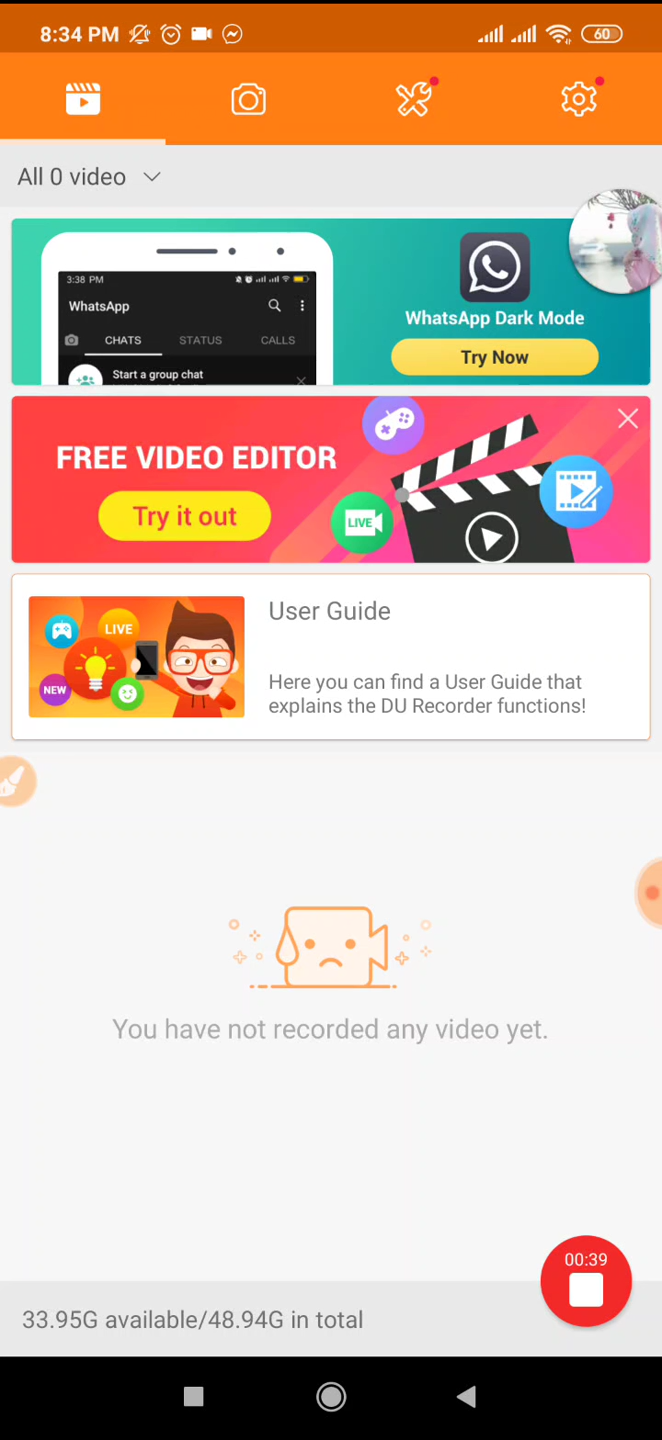 8:34 PM
60
All 0 video
3:38 PM
WhatsApp
CHATS
STATUS
CALLS
Start a group chat
WhatsApp Dark Mode
Try Now
FREE VIDEO EDITOR
Try it out
LIVE
LIVE
NEW
User Guide
Here you can find a User Guide that
explains the DU Recorder functions!
You have not recorded any video yet.
00:39
33.95G available/48.94G in total